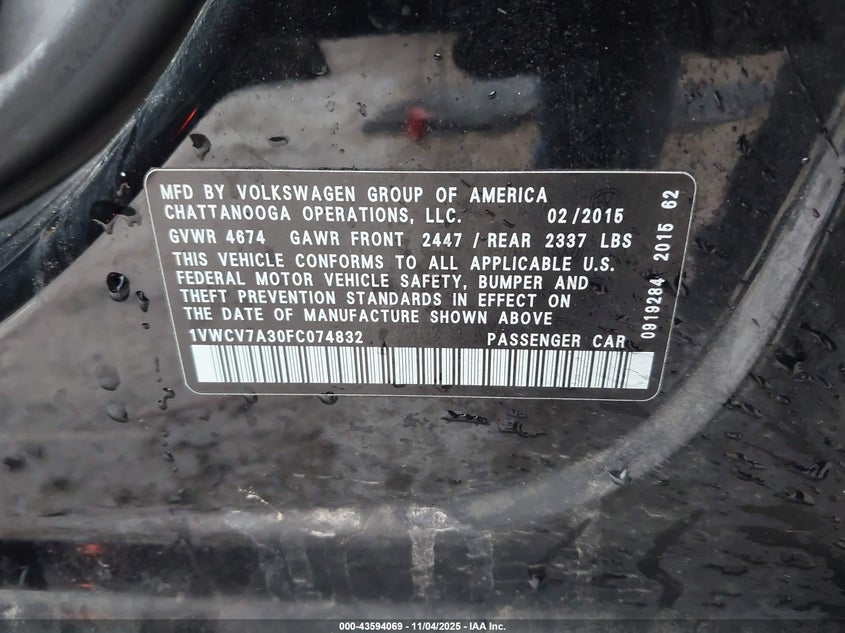 MFD BY VOLKSWAGEN GROUP OF AMERICA
CHATTANOOGA OPERATIONS, LLC. 02/2015
GVWR 4674 GAWR FRONT 2447 / REAR 2337 LBS
THIS VEHICLE CONFORMS TO ALL APPLICABLE U.S.
FEDERAL MOTOR VEHICLE SAFETY, BUMPER AND
THEFT PREVENTION STANDARDS IN EFFECT ON
THE DATE OF MANUFACTURE SHOWN ABOVE
1VWCV7A30FC074832 PASSENGER CAR
0919284 2015 62
000-43594069 - 11/04/2025 - IAA Inc.